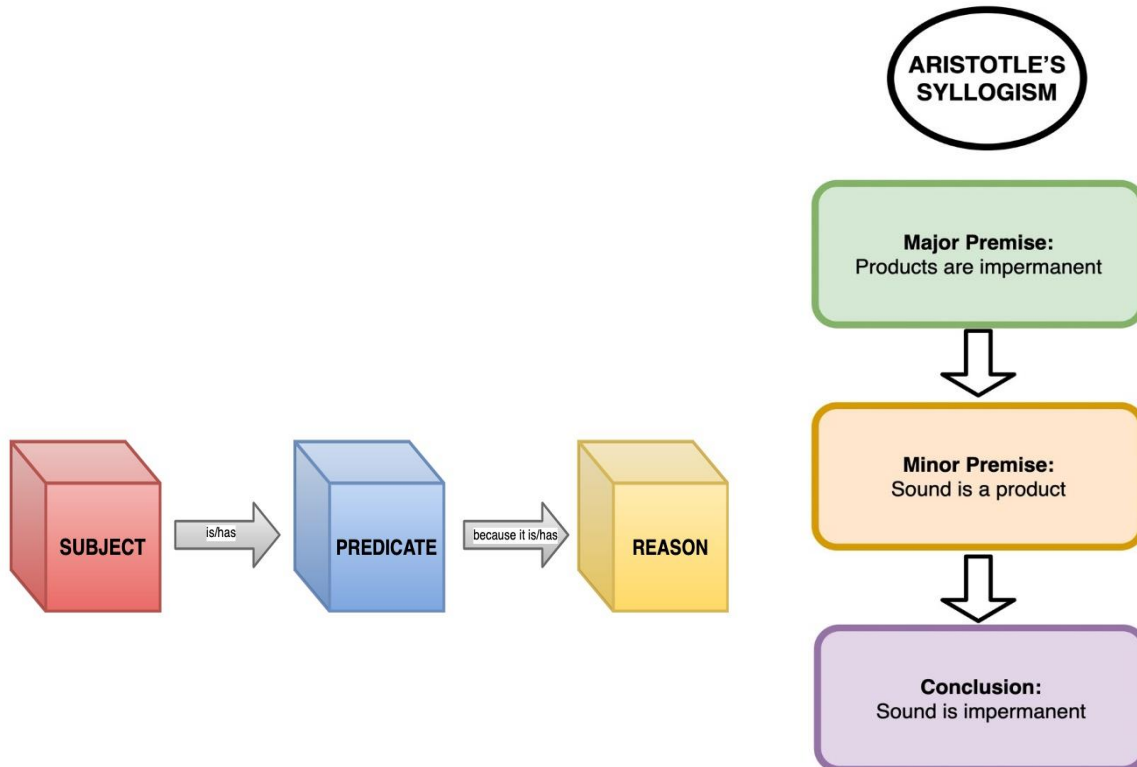 SUBJECT
is/has
PREDICATE
because it is/has
REASON
ARISTOTLE'S
SYLLOGISM
Major Premise:
Products are impermanent
Minor Premise:
Sound is a product
Conclusion:
Sound is impermanent